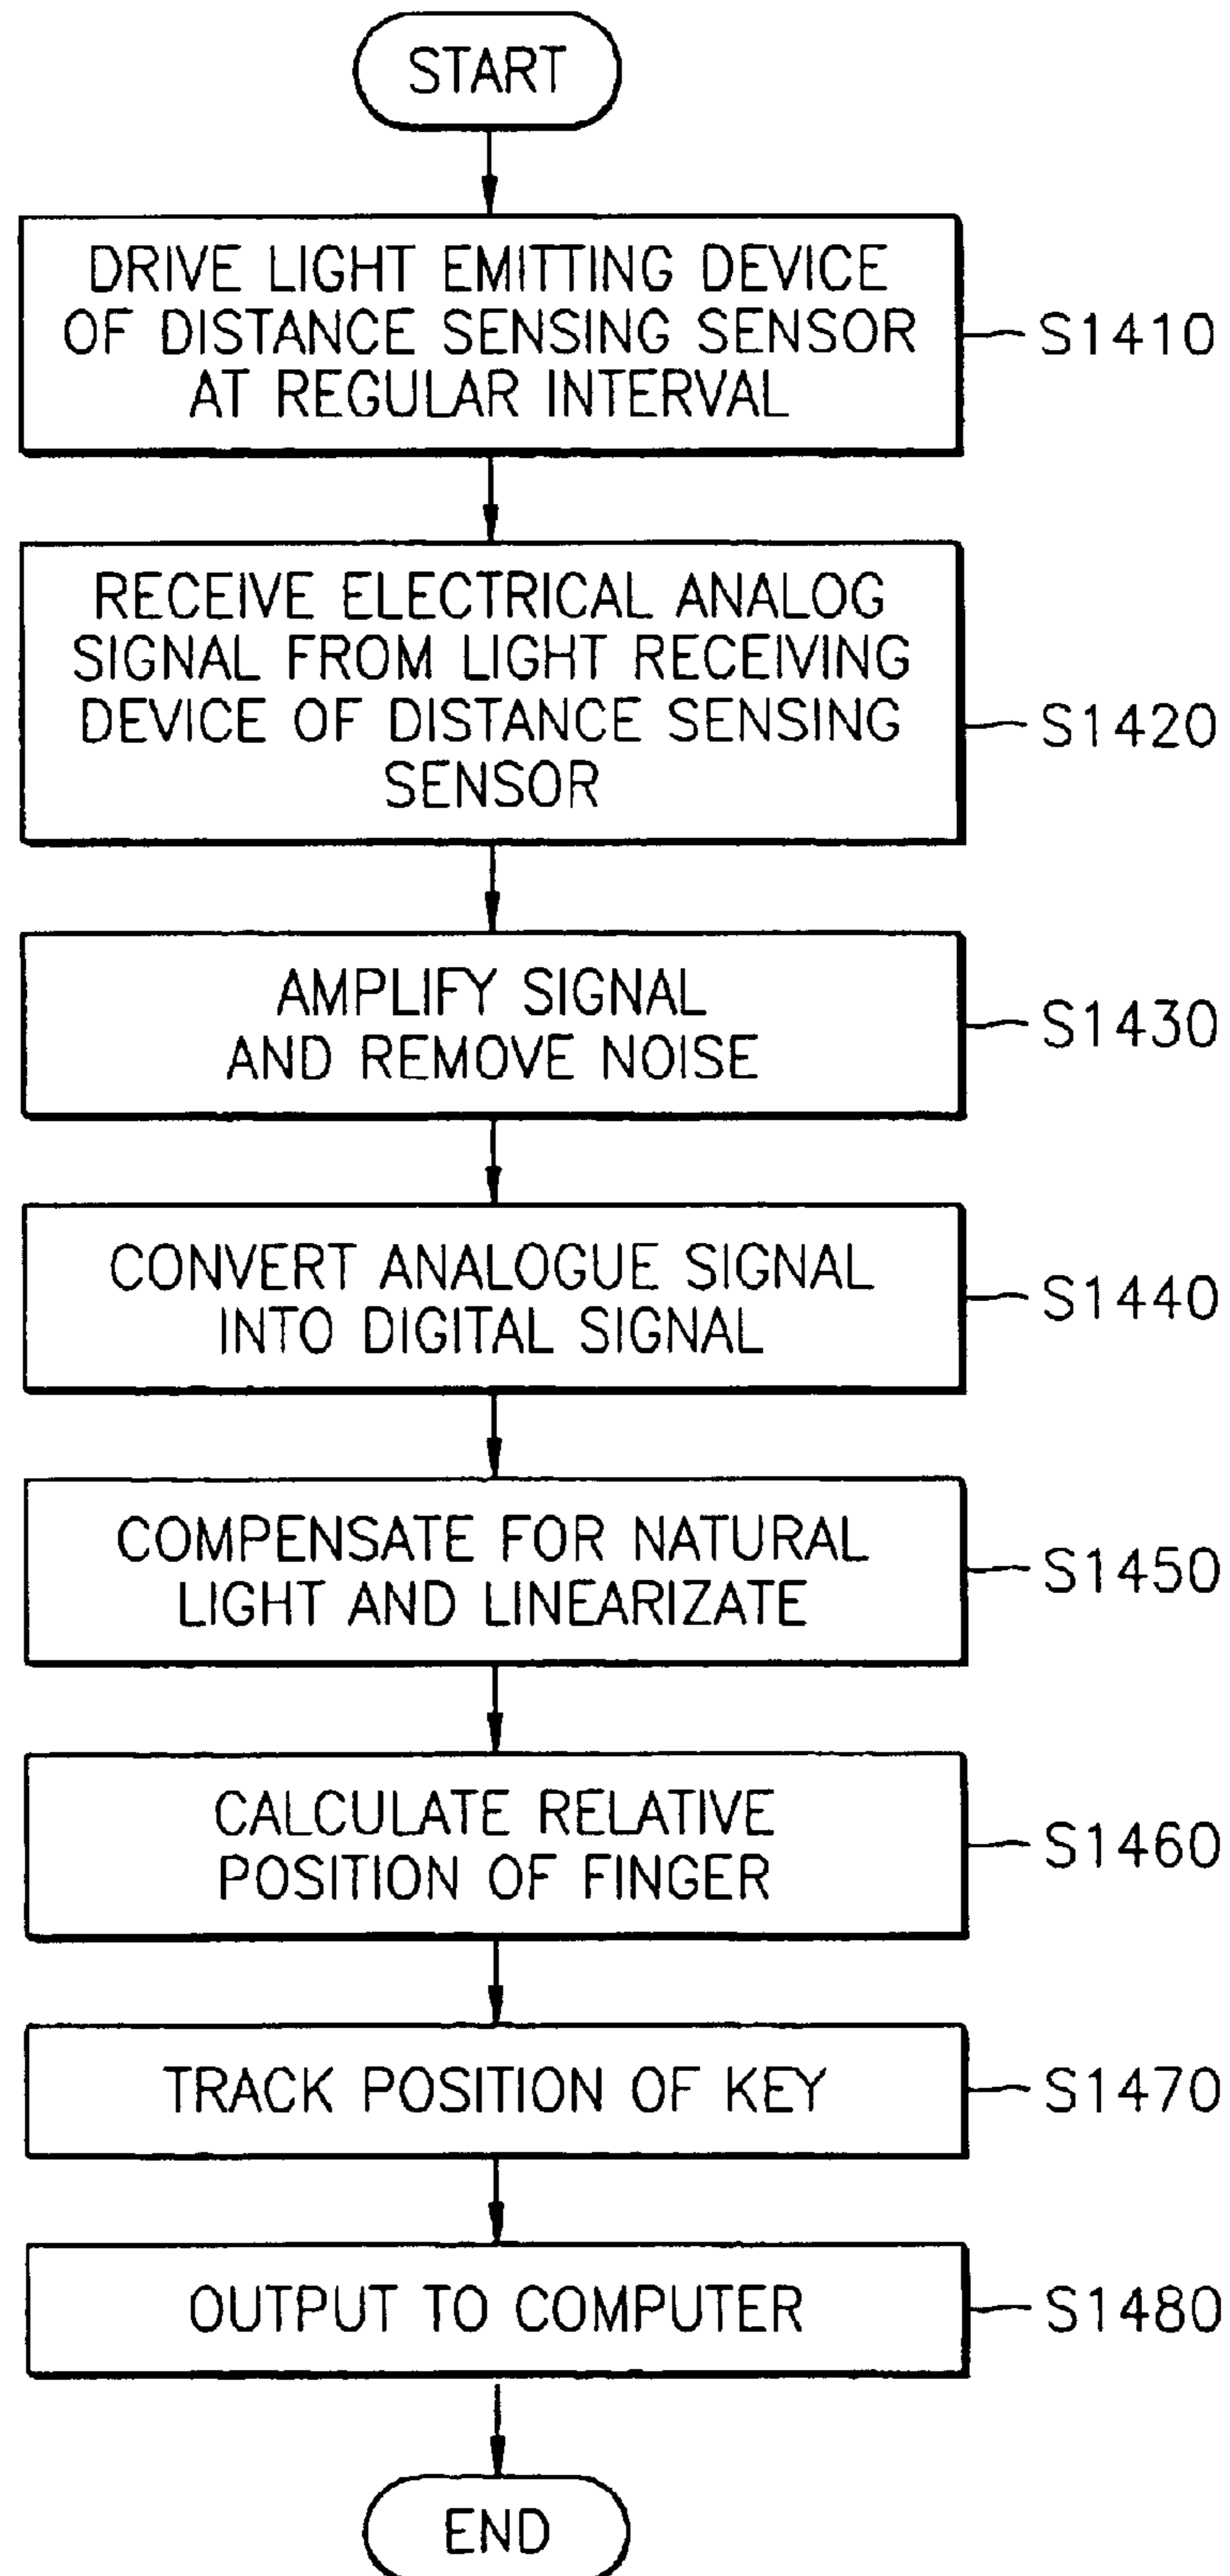 START
DRIVE LIGHT EMITTING DEVICE
OF DISTANCE SENSING SENSOR
AT REGULAR INTERVAL
S1410
RECEIVE ELECTRICAL ANALOG
SIGNAL FROM LIGHT RECEIVING
DEVICE OF DISTANCE SENSING
SENSOR
S1420
AMPLIFY SIGNAL
AND REMOVE NOISE
S1430
CONVERT ANALOGUE SIGNAL
INTO DIGITAL SIGNAL
S1440
COMPENSATE FOR NATURAL
LIGHT AND LINEARIZATE
S1450
CALCULATE RELATIVE
POSITION OF FINGER
S1460
TRACK POSITION OF KEY
S1470
OUTPUT TO COMPUTER
S1480
END